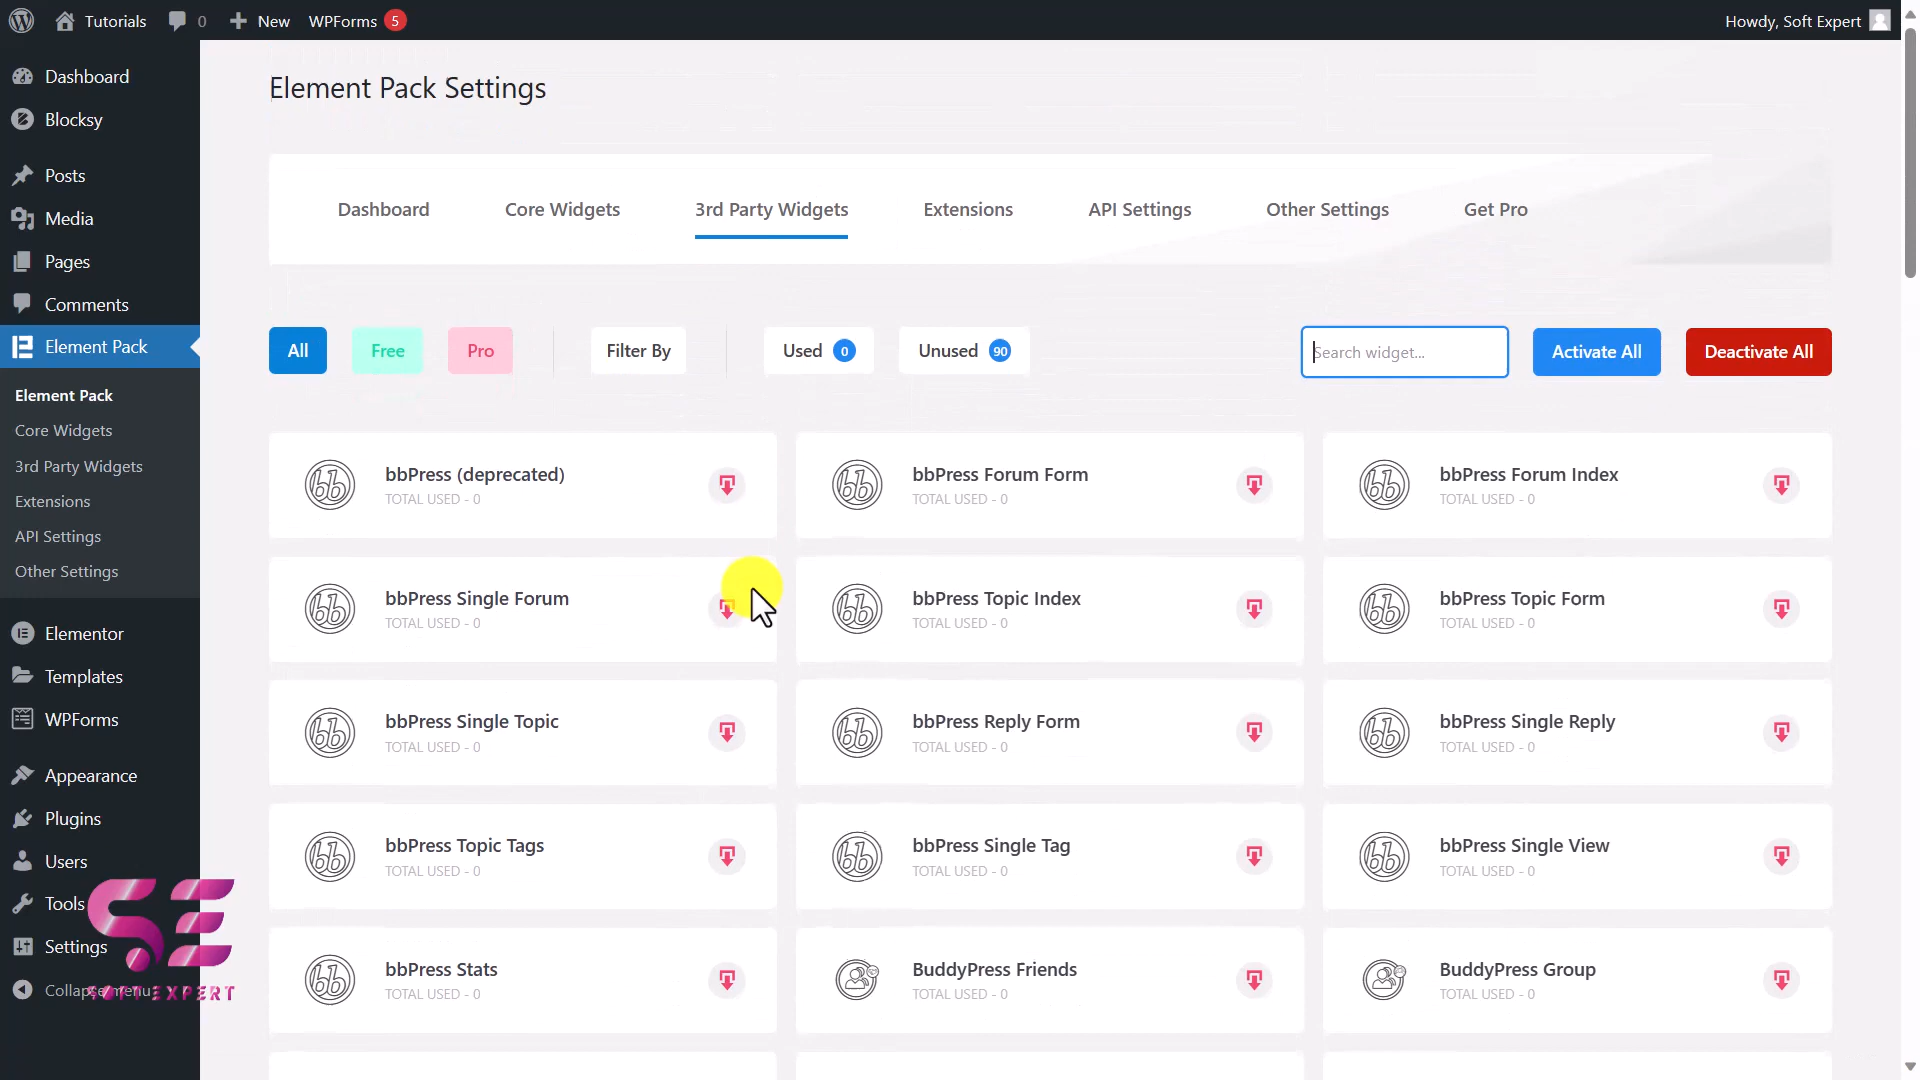 Tutorials
0
New
WPForms
5
Howdy, Soft Expert
Dashboard
Blocksy
Posts
Media
Pages
Comments
Element Pack
Element Pack
Core Widgets
3rd Party Widgets
Extensions
API Settings
Other Settings
Elementor
Templates
WPForms
Appearance
Plugins
Users
Tools
Settings
Collapse menu
SE
SOFT EXPERT
Element Pack Settings
Dashboard
Core Widgets
3rd Party Widgets
Extensions
API Settings
Other Settings
Get Pro
All
Free
Pro
Filter By
Used 0
Unused 90
Search widget...
Activate All
Deactivate All
bbPress (deprecated)
TOTAL USED - 0
bbPress Forum Form
TOTAL USED - 0
bbPress Forum Index
TOTAL USED - 0
bbPress Single Forum
TOTAL USED - 0
bbPress Topic Index
TOTAL USED - 0
bbPress Topic Form
TOTAL USED - 0
bbPress Single Topic
TOTAL USED - 0
bbPress Reply Form
TOTAL USED - 0
bbPress Single Reply
TOTAL USED - 0
bbPress Topic Tags
TOTAL USED - 0
bbPress Single Tag
TOTAL USED - 0
bbPress Single View
TOTAL USED - 0
bbPress Stats
TOTAL USED - 0
BuddyPress Friends
TOTAL USED - 0
BuddyPress Group
TOTAL USED - 0